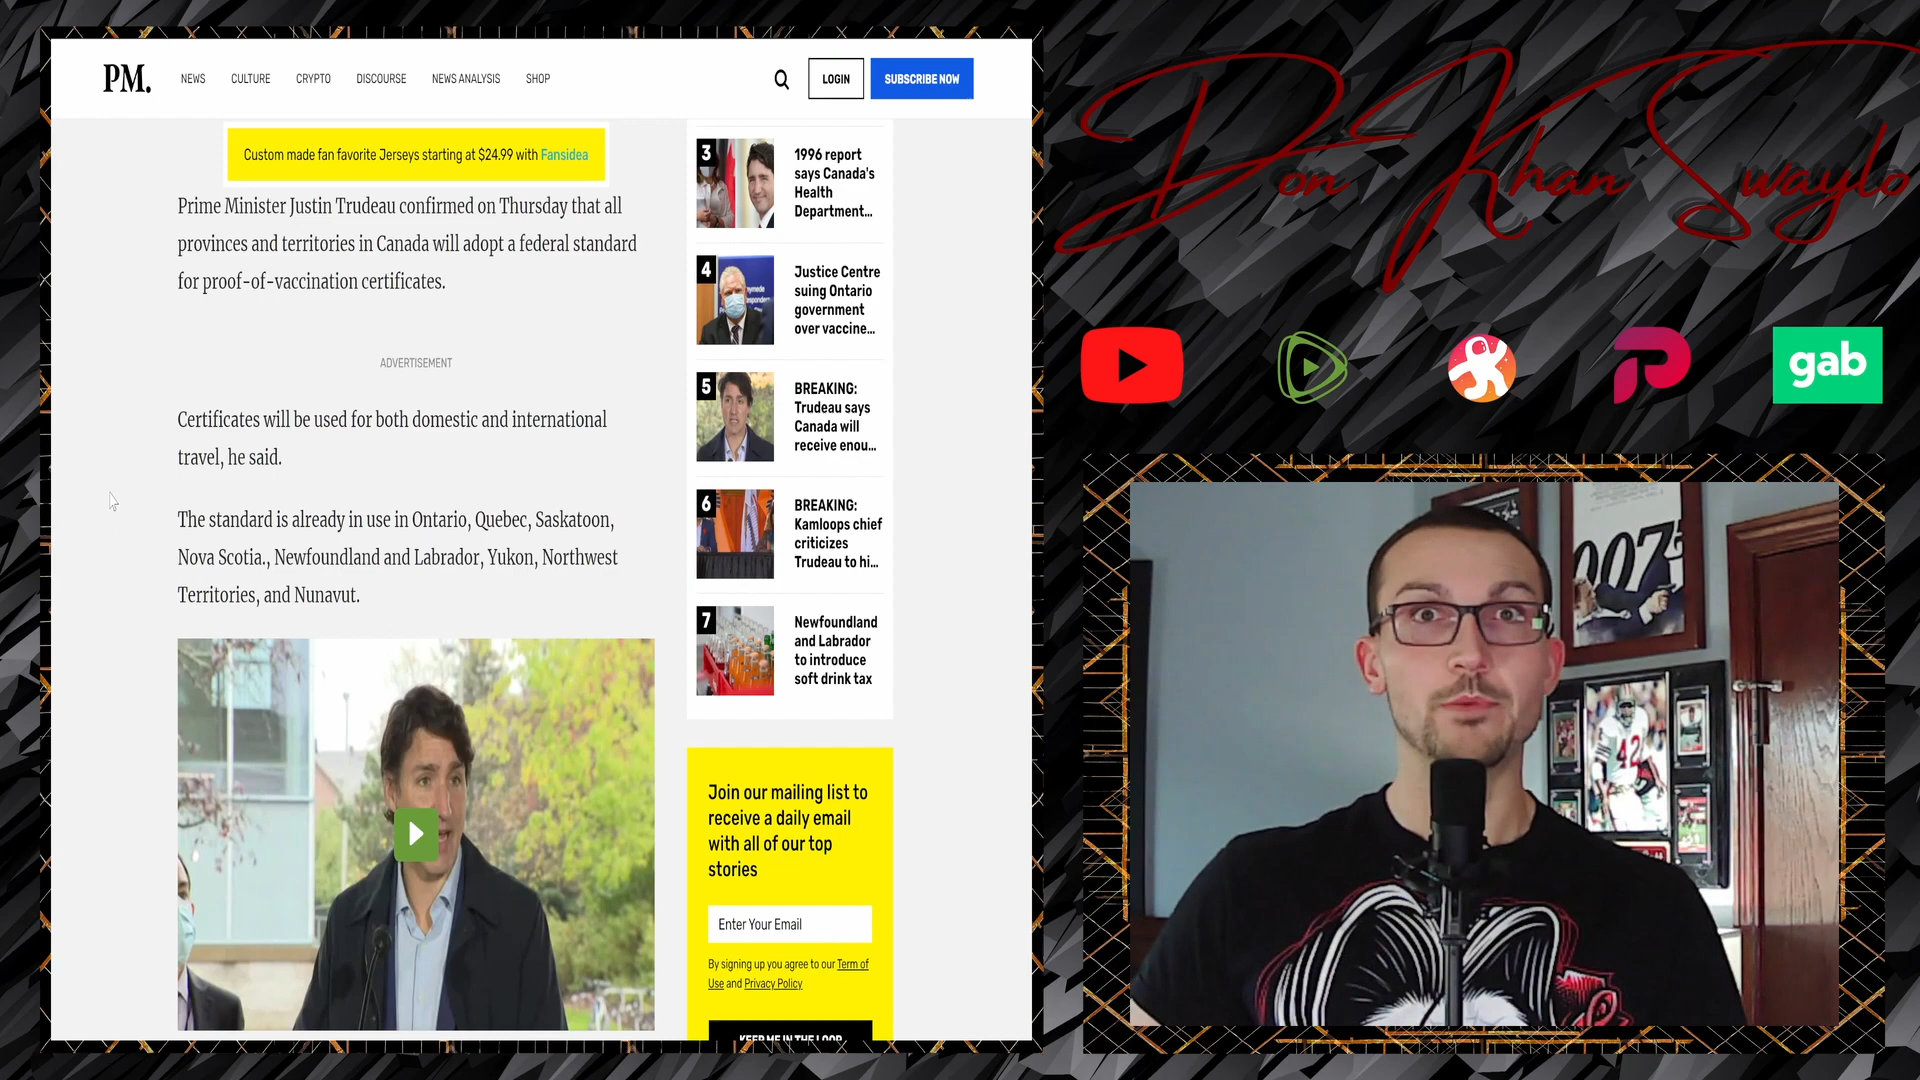 PM.
NEWS
CULTURE
CRYPTO
DISCOURSE
NEWS ANALYSIS
SHOP
LOGIN
SUBSCRIBE NOW
Custom made fan favorite Jerseys starting at $24.99 with Fansidea
Prime Minister Justin Trudeau confirmed on Thursday that all
provinces and territories in Canada will adopt a federal standard
for proof-of-vaccination certificates.
ADVERTISEMENT
Certificates will be used for both domestic and international
travel, he said.
The standard is already in use in Ontario, Quebec, Saskatoon,
Nova Scotia., Newfoundland and Labrador, Yukon, Northwest
Territories, and Nunavut.
3
1996 report
says Canada's
Health
Department...
4
Justice Centre
suing Ontario
government
over vaccine...
5
BREAKING:
Trudeau says
Canada will
receive enou...
6
BREAKING:
Kamloops chief
criticizes
Trudeau to hi...
7
Newfoundland
and Labrador
to introduce
soft drink tax
Join our mailing list to
receive a daily email
with all of our top
stories
Enter Your Email
By signing up you agree to our Term of
Use and Privacy Policy
KEEP ME IN THE LOOP
Don Khan Swaylo
gab
007
42